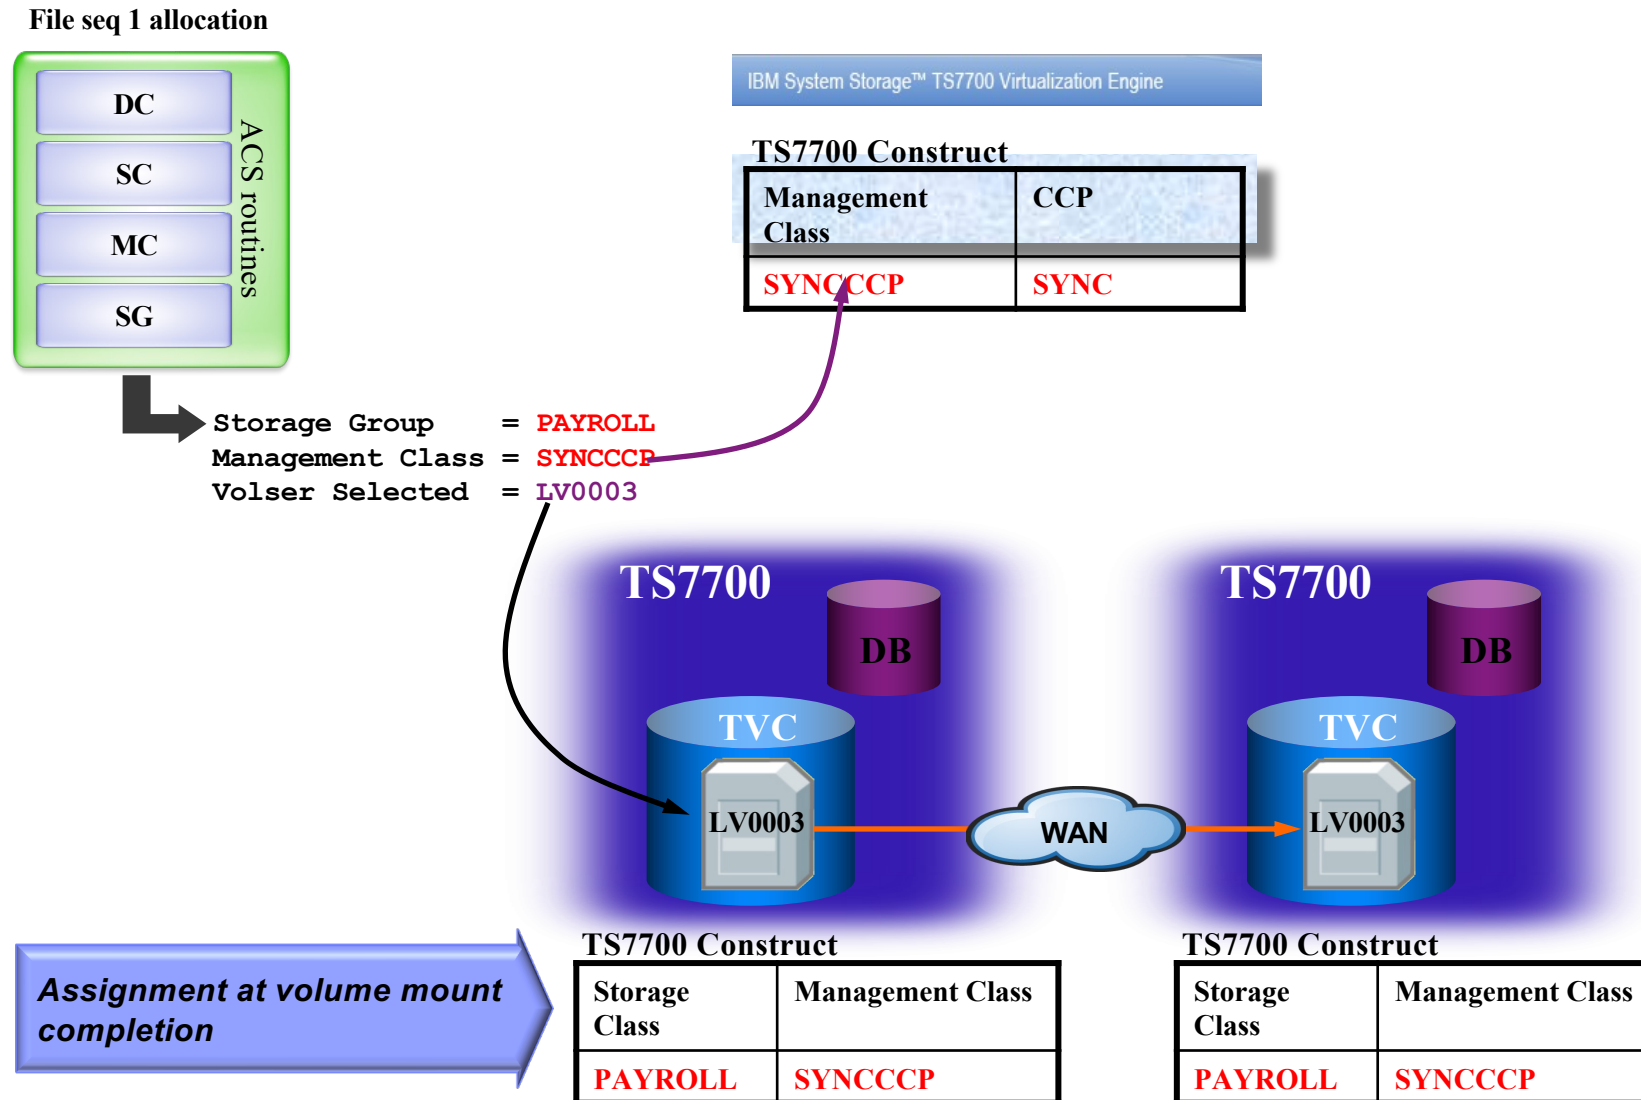 File seq 1 allocation
DC
SC
MC
SG
ACS routines
IBM System Storage™ TS7700 Virtualization Engine
TS7700 Construct
Management Class CCP
SYNCCCP SYNC
Storage Group = PAYROLL
Management Class = SYNCCCP
Volser Selected = LV0003
TS7700
DB
TVC
LV0003
WAN
TS7700
DB
TVC
LV0003
Assignment at volume mount
completion
TS7700 Construct
Storage Class Management Class
PAYROLL SYNCCCP
TS7700 Construct
Storage Class Management Class
PAYROLL SYNCCCP